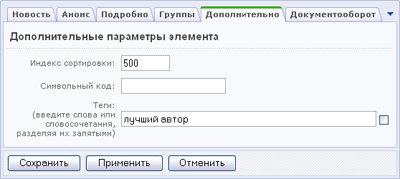 Новость Анонс Подробно Группы Дополнительно Документооборот
Дополнительные параметры элемента
Индекс сортировки: 500
Символьный код:
Теги:
(введите слова или
словосочетания, лучший автор
разделяя их запятыми)
Сохранить Применить Отменить